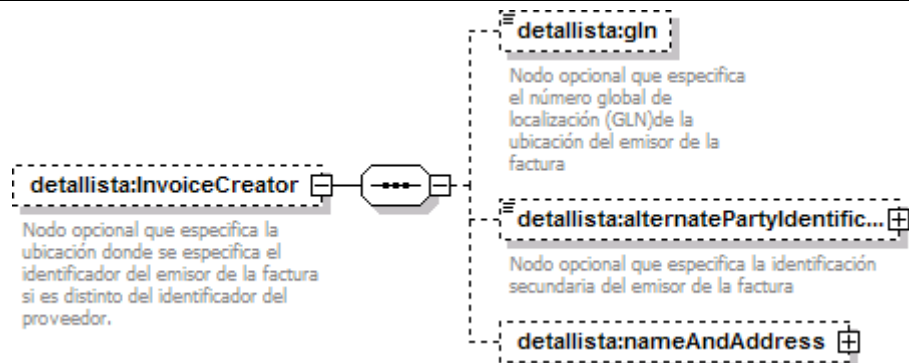 detallista:gln
Nodo opcional que especifica
el número global de
localización (GLN)de la
ubicación del emisor de la
factura
detallista:InvoiceCreator
Nodo opcional que especifica la
ubicación donde se especifica el
identificador del emisor de la factura
si es distinto del identificador del
proveedor.
detallista:alternatePartyIdentific...
Nodo opcional que especifica la identificación
secundaria del emisor de la factura
detallista:nameAndAddress